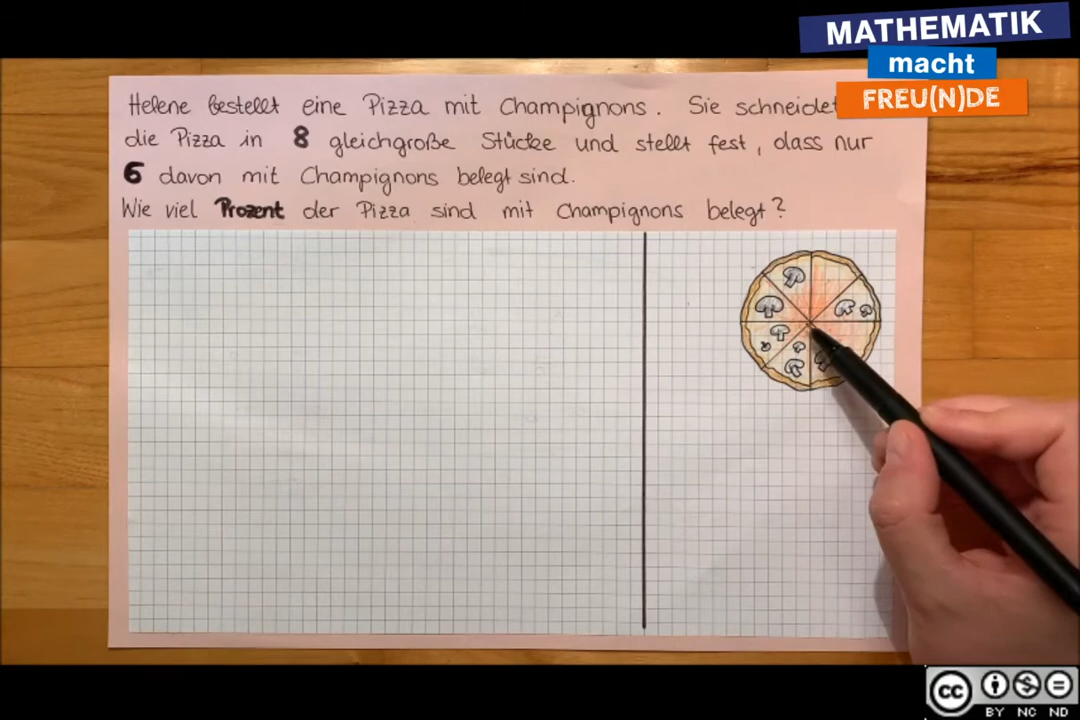 MATHEMATIK
macht
FREU(N)DE
Helene bestellt eine Pizza mit Champignons. Sie schneidet
die Pizza in 8 gleichgroße Stücke und stellt fest, dass nur
6 davon mit Champignons belegt sind.
Wie viel Prozent der Pizza sind mit Champignons belegt?
cc
BY NC ND